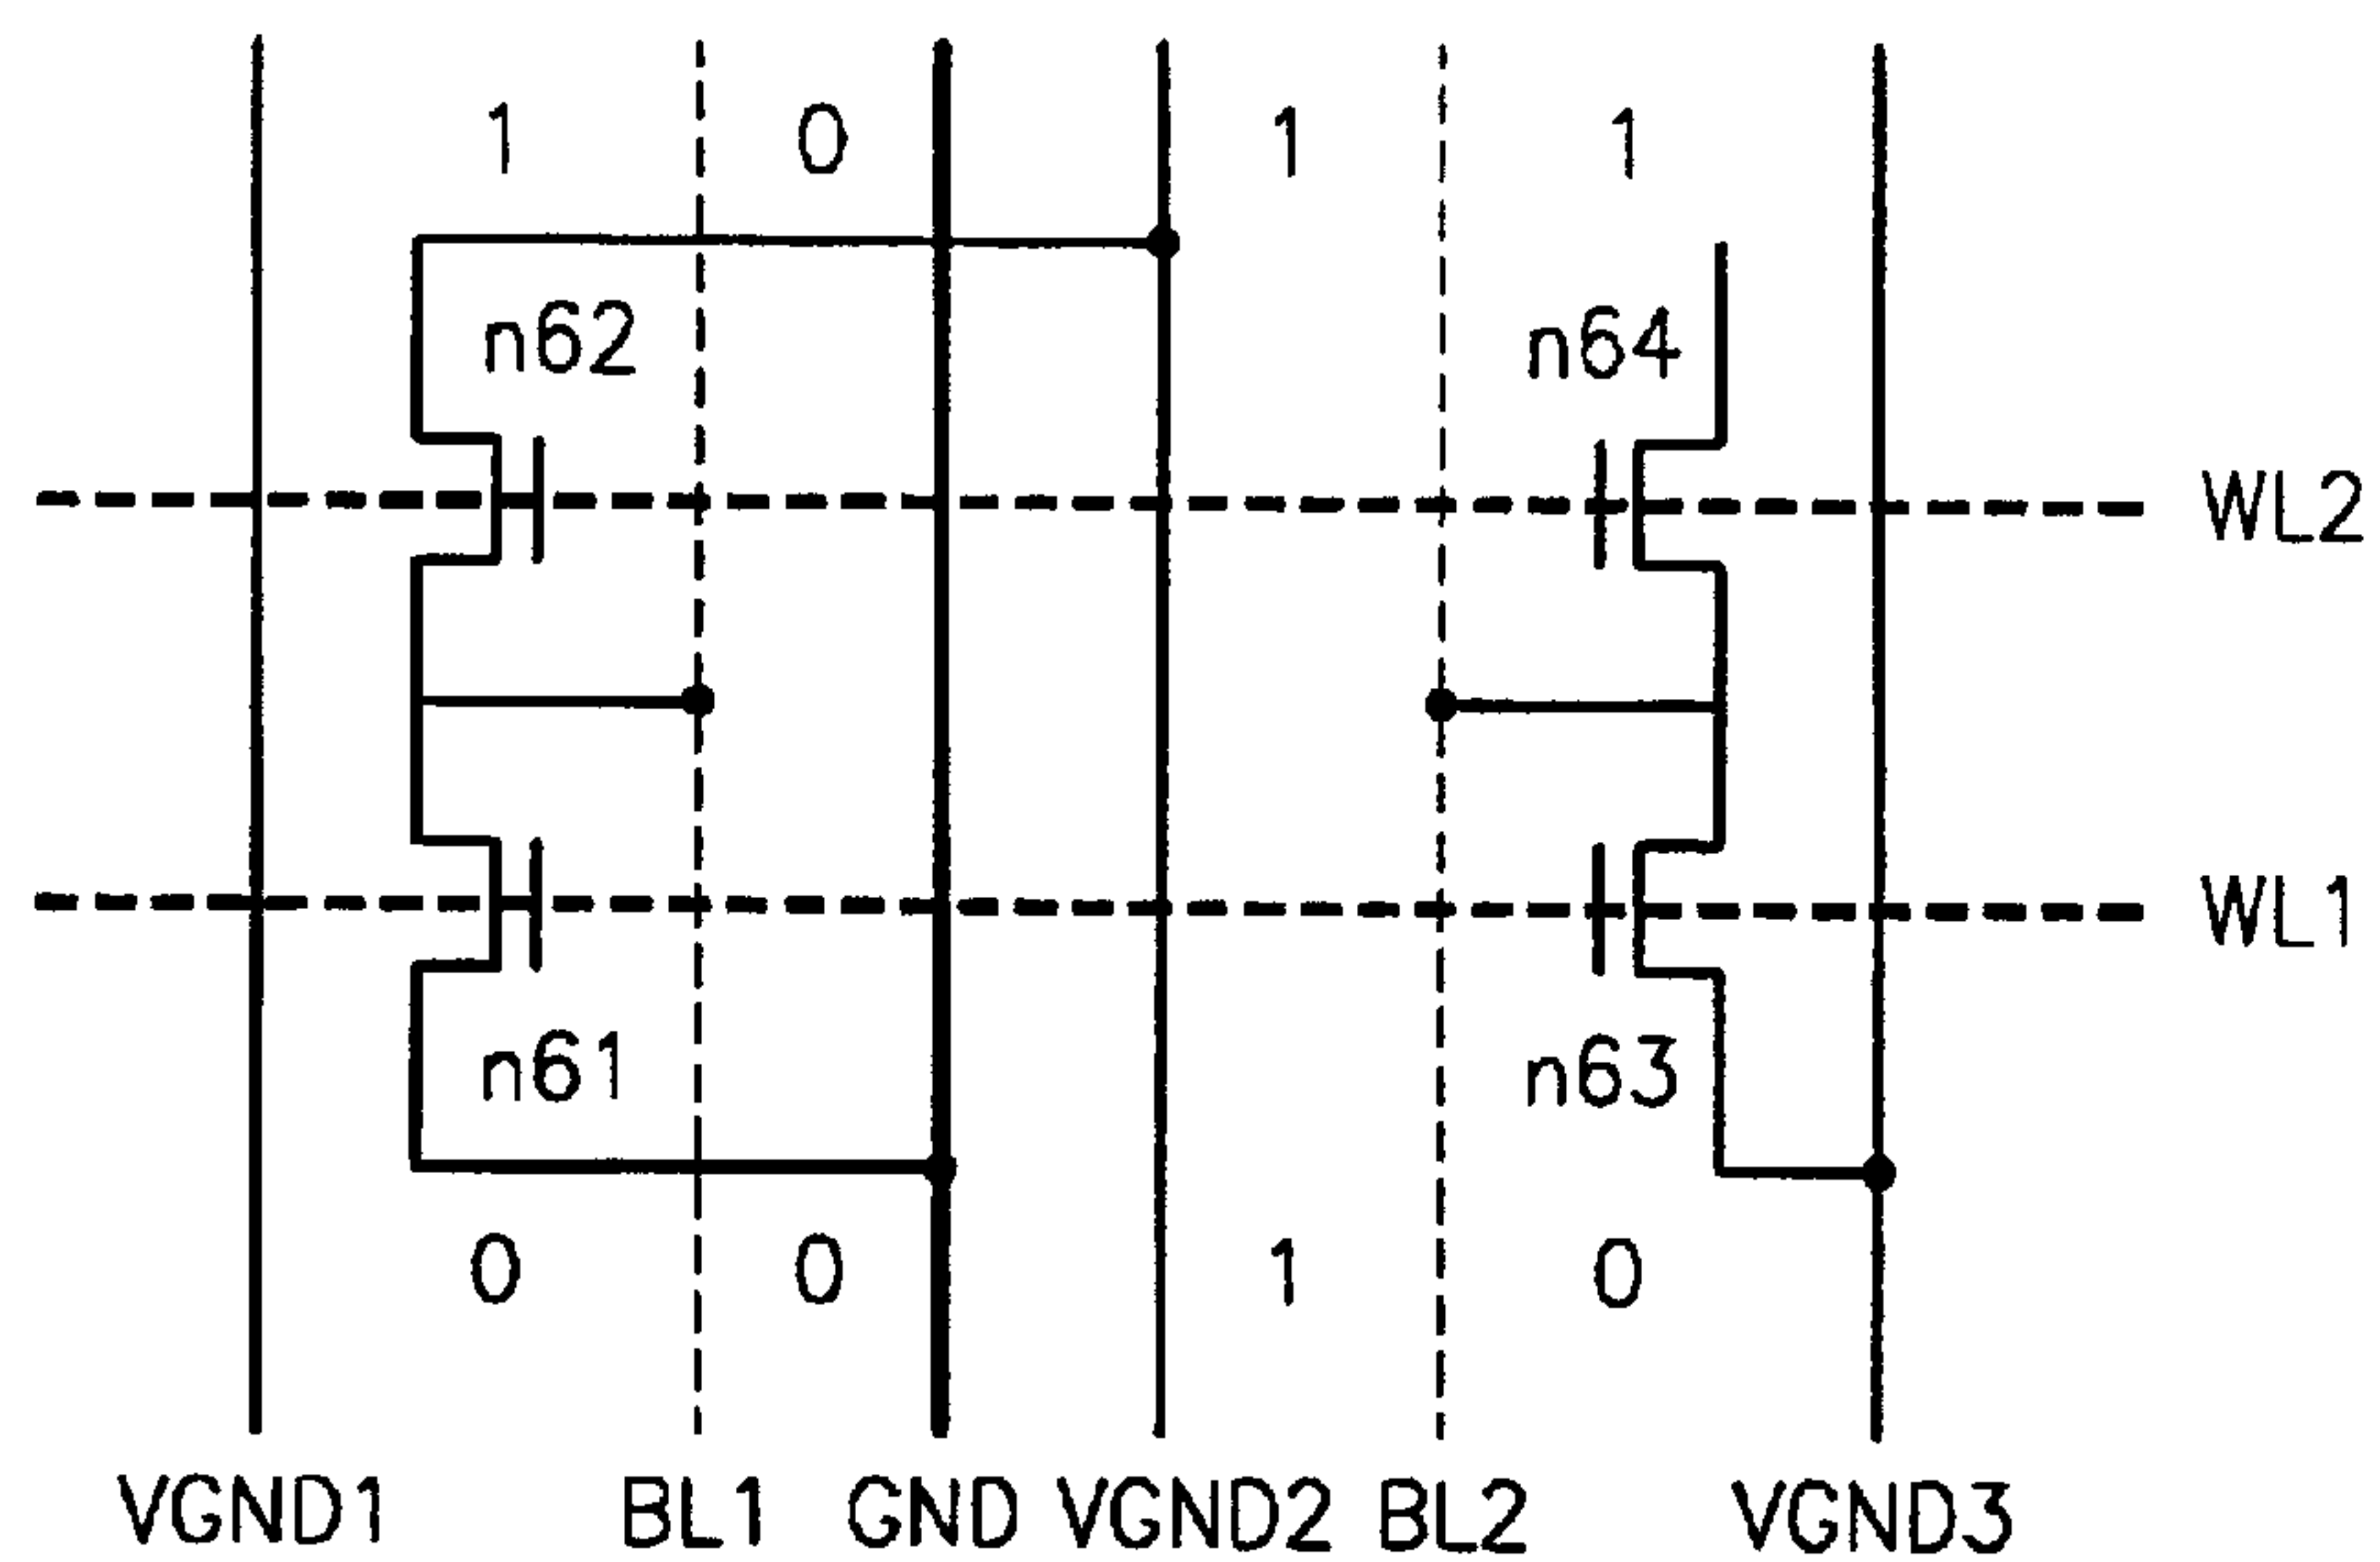 1 0 1 1
n62 n64
WL2
WL1
n61 n63
0 0 1 0
VGND1 BL1 GND VGND2 BL2 VGND3